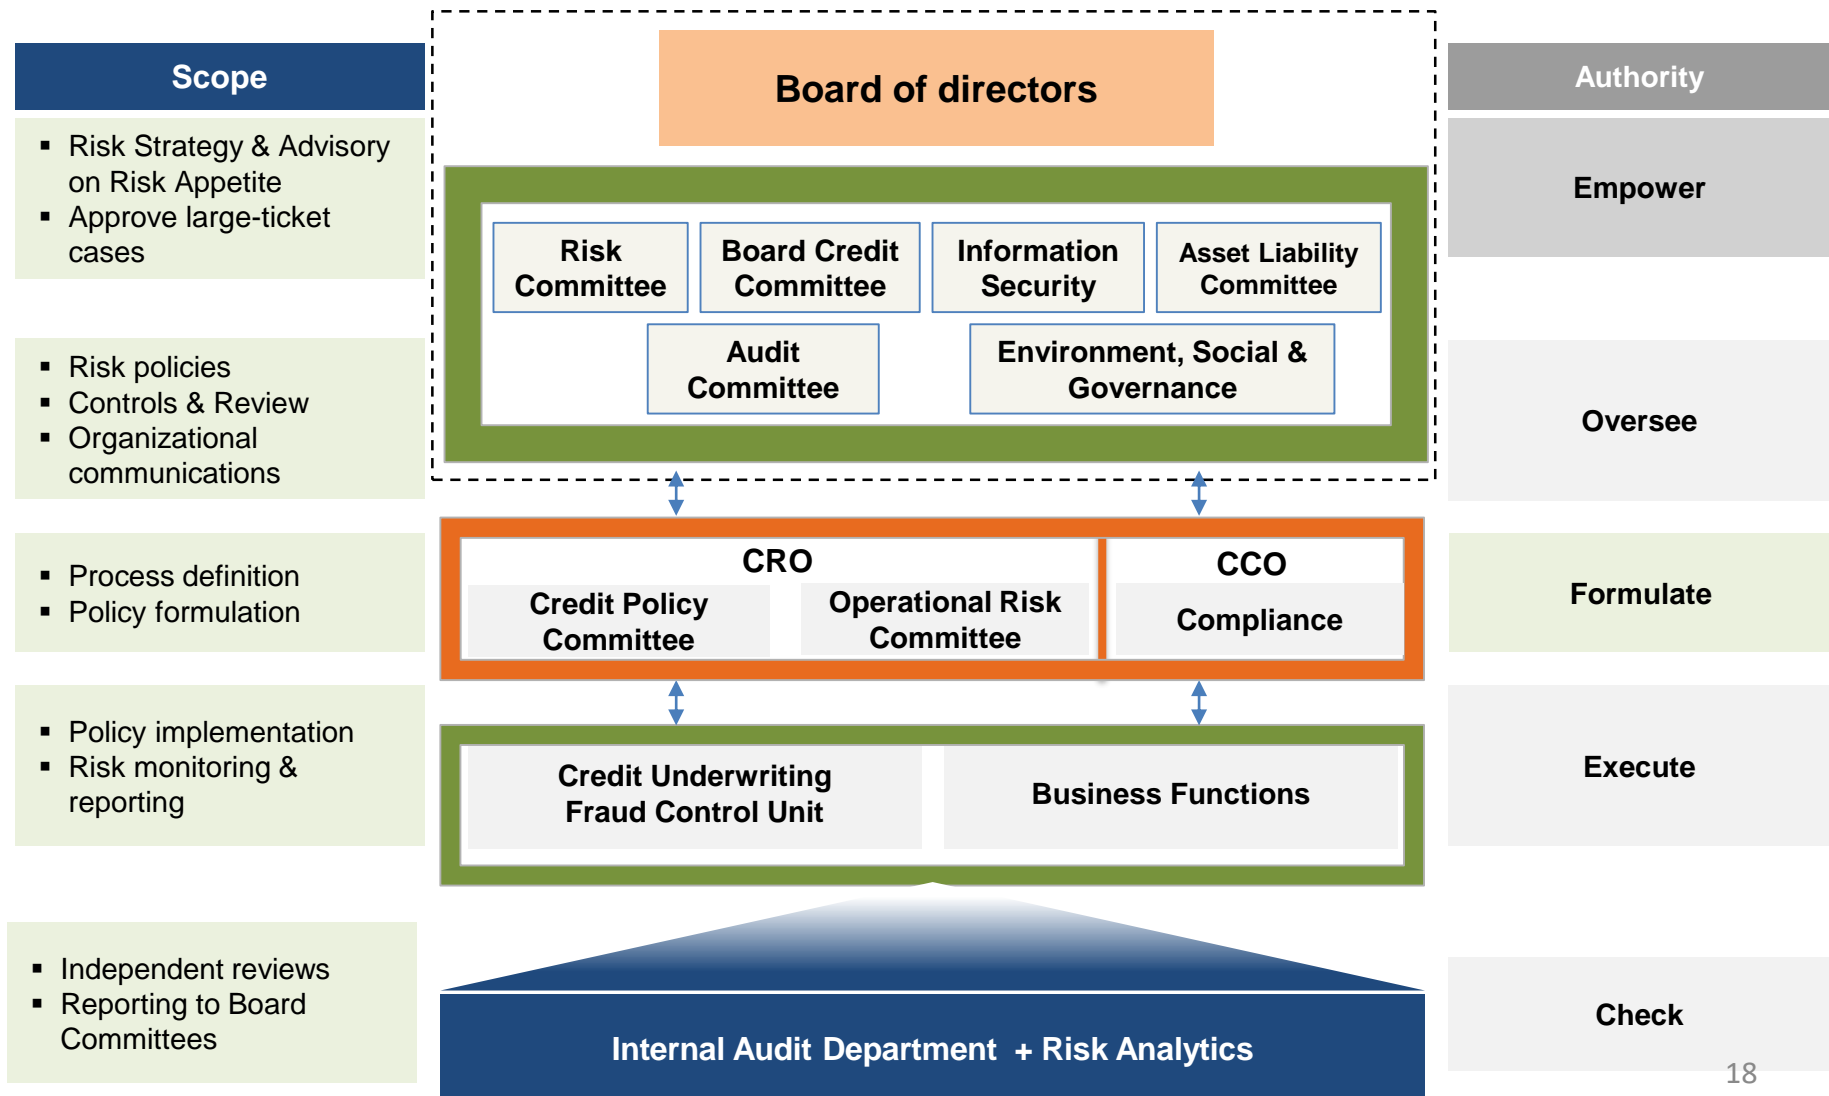 Scope
Board of directors
Authority
▪ Risk Strategy & Advisory
on Risk Appetite
▪ Approve large-ticket
cases
Empower
Risk
Committee
Board Credit
Committee
Information
Security
Asset Liability
Committee
Audit
Committee
Environment, Social &
Governance
▪ Risk policies
▪ Controls & Review
▪ Organizational
communications
Oversee
▪ Process definition
▪ Policy formulation
CRO
Credit Policy
Committee
Operational Risk
Committee
CCO
Compliance
Formulate
▪ Policy implementation
▪ Risk monitoring &
reporting
Credit Underwriting
Fraud Control Unit
Business Functions
Execute
▪ Independent reviews
▪ Reporting to Board
Committees
Internal Audit Department + Risk Analytics
Check
18